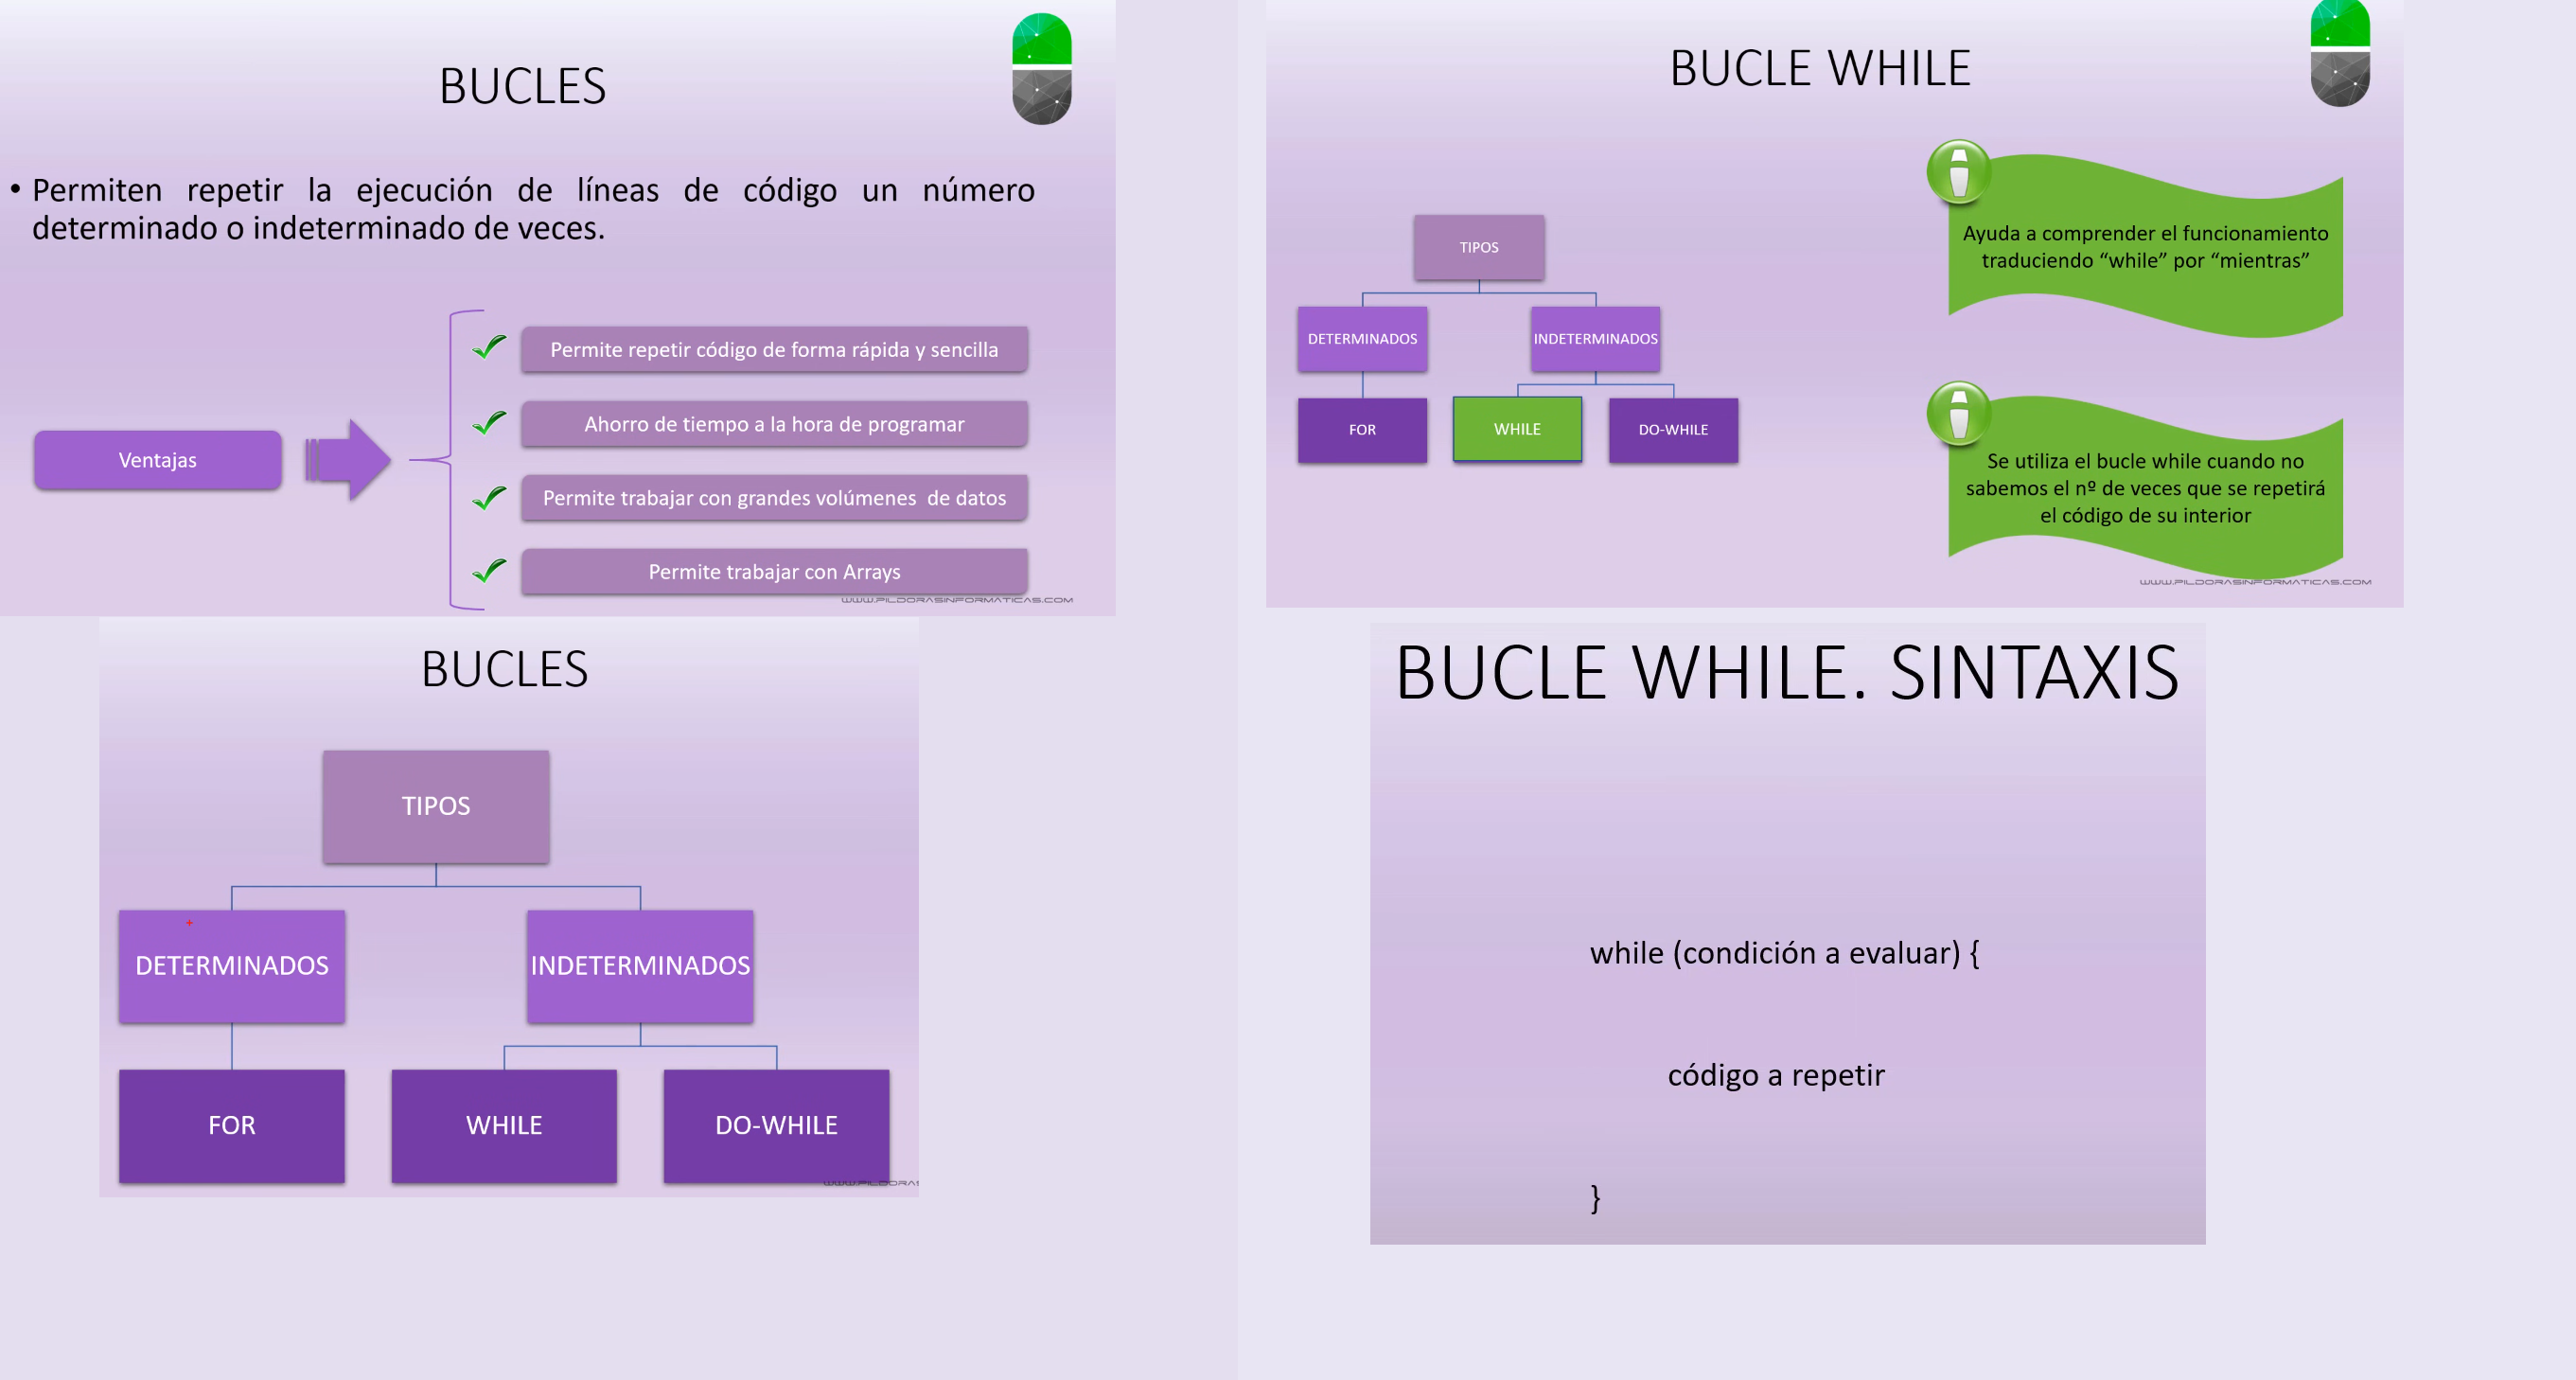 BUCLES
• Permiten repetir la ejecución de líneas de código un número
determinado o indeterminado de veces.
Ventajas
Permite repetir código de forma rápida y sencilla
Ahorro de tiempo a la hora de programar
Permite trabajar con grandes volúmenes de datos
Permite trabajar con Arrays
WWW.PILDORASINFORMATICAS.COM
BUCLES
TIPOS
DETERMINADOS
INDETERMINADOS
FOR
WHILE
DO-WHILE
WWW.PILDORAS
BUCLE WHILE
TIPOS
DETERMINADOS
INDETERMINADOS
FOR
WHILE
DO-WHILE
Ayuda a comprender el funcionamiento
traduciendo “while” por “mientras”
Se utiliza el bucle while cuando no
sabemos el nº de veces que se repetirá
el código de su interior
WWW.PILDORASINFORMATICAS.COM
BUCLE WHILE. SINTAXIS
while (condición a evaluar) {
código a repetir
}